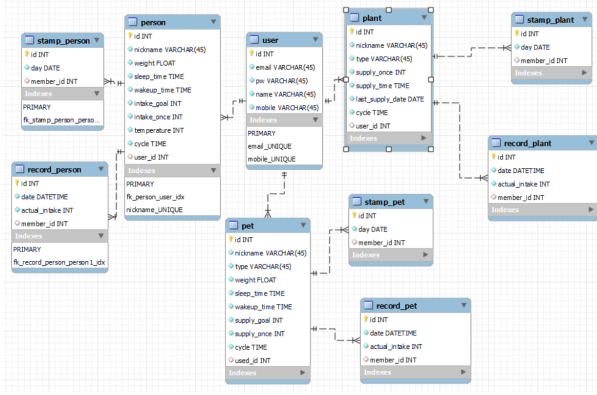 stamp_person
id INT
day DATE
member_id INT
Indexes
PRIMARY
fk_stamp_person_perso...
person
id INT
nickname VARCHAR(45)
weight FLOAT
sleep_time TIME
wakeup_time TIME
intake_goal INT
intake_once INT
temperature INT
cycle TIME
user_id INT
Indexes
PRIMARY
fk_person_user_idx
nickname_UNIQUE
user
id INT
email VARCHAR(45)
pw VARCHAR(45)
name VARCHAR(45)
mobile VARCHAR(45)
Indexes
PRIMARY
email_UNIQUE
mobile_UNIQUE
plant
id INT
nickname VARCHAR(45)
type VARCHAR(45)
supply_once INT
supply_time TIME
last_supply_date DATE
cycle TIME
user_id INT
Indexes
stamp_plant
id INT
day DATE
member_id INT
Indexes
record_plant
id INT
date DATETIME
actual_intake INT
member_id INT
Indexes
record_person
id INT
date DATETIME
actual_intake INT
member_id INT
Indexes
PRIMARY
fk_record_person_person1_idx
pet
id INT
nickname VARCHAR(45)
type VARCHAR(45)
weight FLOAT
sleep_time TIME
wakeup_time TIME
supply_goal INT
supply_once INT
cycle TIME
used_id INT
Indexes
stamp_pet
id INT
day DATE
member_id INT
Indexes
record_pet
id INT
date DATETIME
actual_intake INT
member_id INT
Indexes